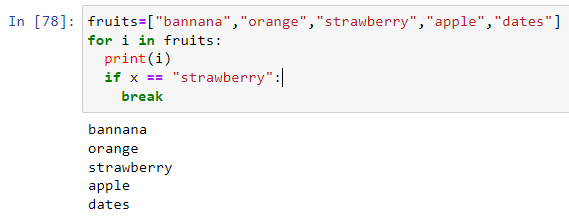 In [78]: fruits=["bannana","orange","strawberry","apple","dates"]
for i in fruits:
  print(i)
  if x == "strawberry":
    break
bannana
orange
strawberry
apple
dates